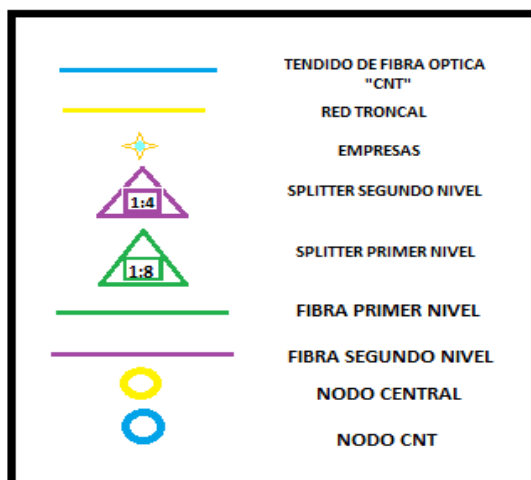 TENDIDO DE FIBRA OPTICA
"CNT"
RED TRONCAL
EMPRESAS
1:4
SPLITTER SEGUNDO NIVEL
1:8
SPLITTER PRIMER NIVEL
FIBRA PRIMER NIVEL
FIBRA SEGUNDO NIVEL
NODO CENTRAL
NODO CNT